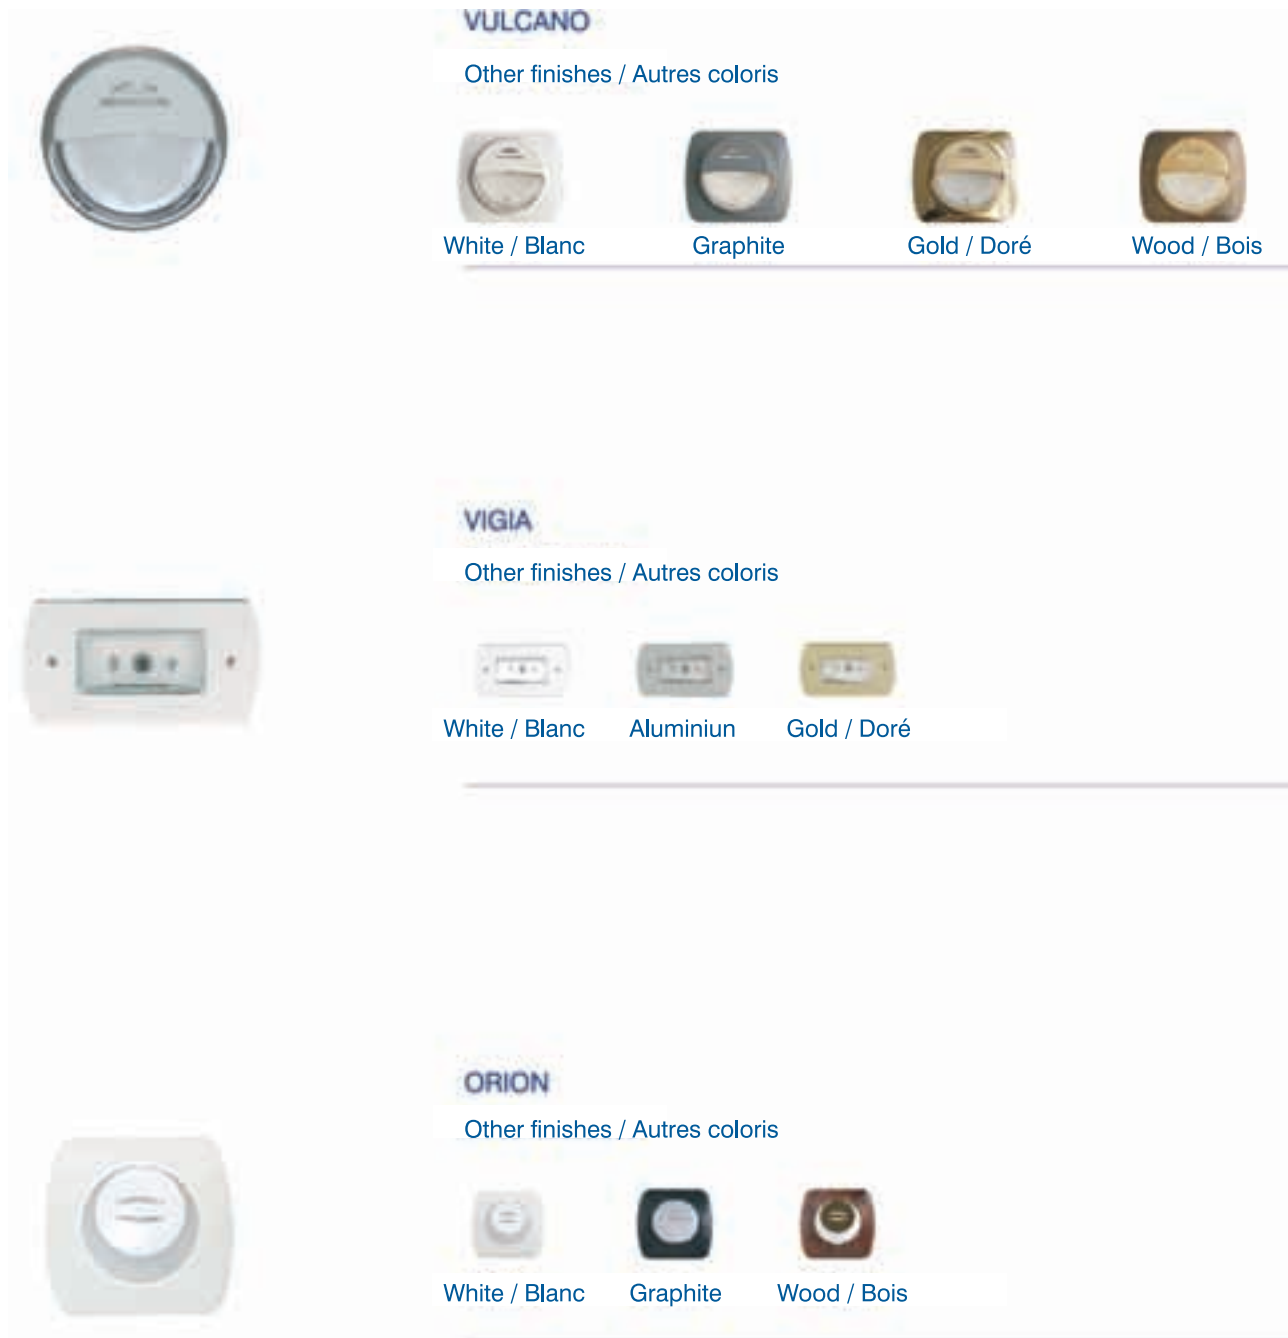 VULCANO
Other finishes / Autres coloris
White / Blanc Graphite Gold / Doré Wood / Bois
VIGIA
Other finishes / Autres coloris
White / Blanc Aluminiun Gold / Doré
ORION
Other finishes / Autres coloris
White / Blanc Graphite Wood / Bois